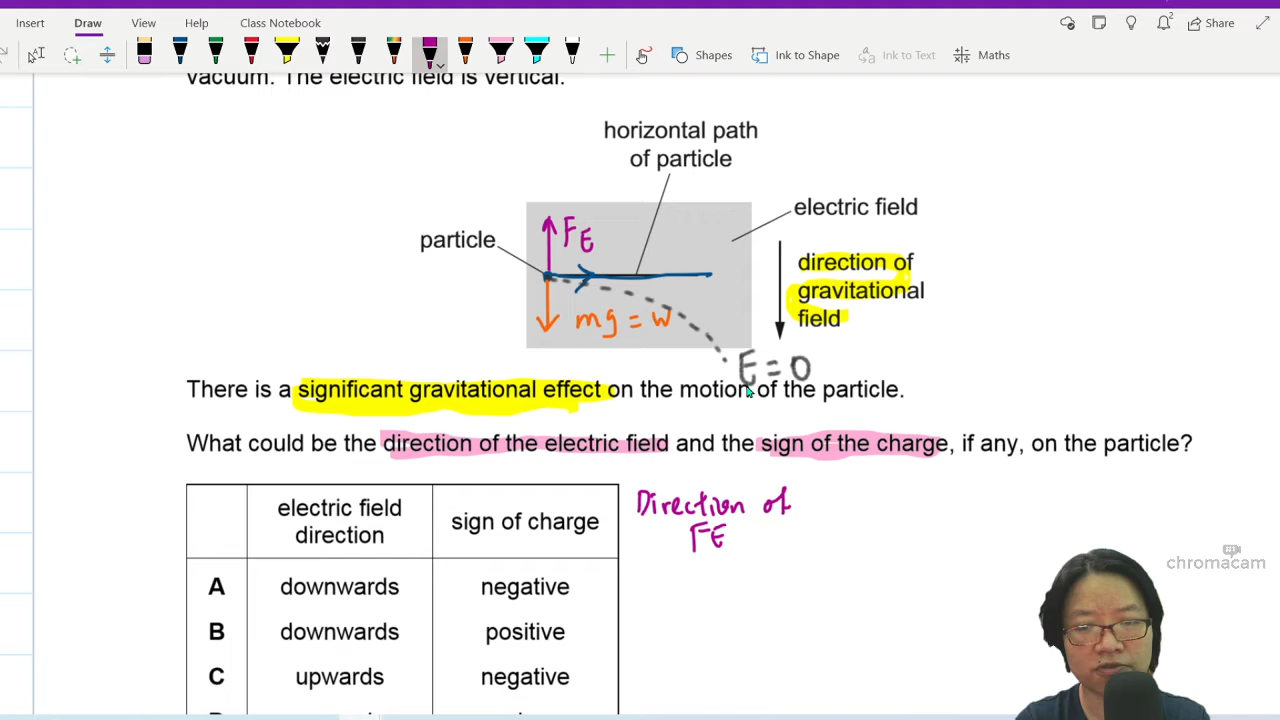 Insert Draw View Help Class Notebook
Share
Shapes Ink to Shape Ink to Text Maths
vacuum. The electric field is vertical.
horizontal path
of particle
electric field
particle
FE
direction of
gravitational
field
mg = W
E = 0
There is a significant gravitational effect on the motion of the particle.
What could be the direction of the electric field and the sign of the charge, if any, on the particle?
electric field
direction
sign of charge
Direction of
FE
A downwards negative
B downwards positive
C upwards negative
chromacam